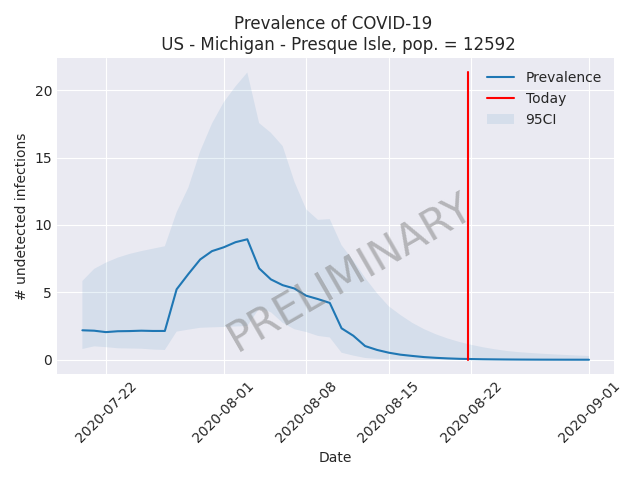 Prevalence of COVID-19
US - Michigan - Presque Isle, pop. = 12592
# undetected infections
20
15
10
5
0
Prevalence
Today
95CI
PRELIMINARY
2020-07-22
2020-08-01
2020-08-08
2020-08-15
2020-08-22
2020-09-01
Date